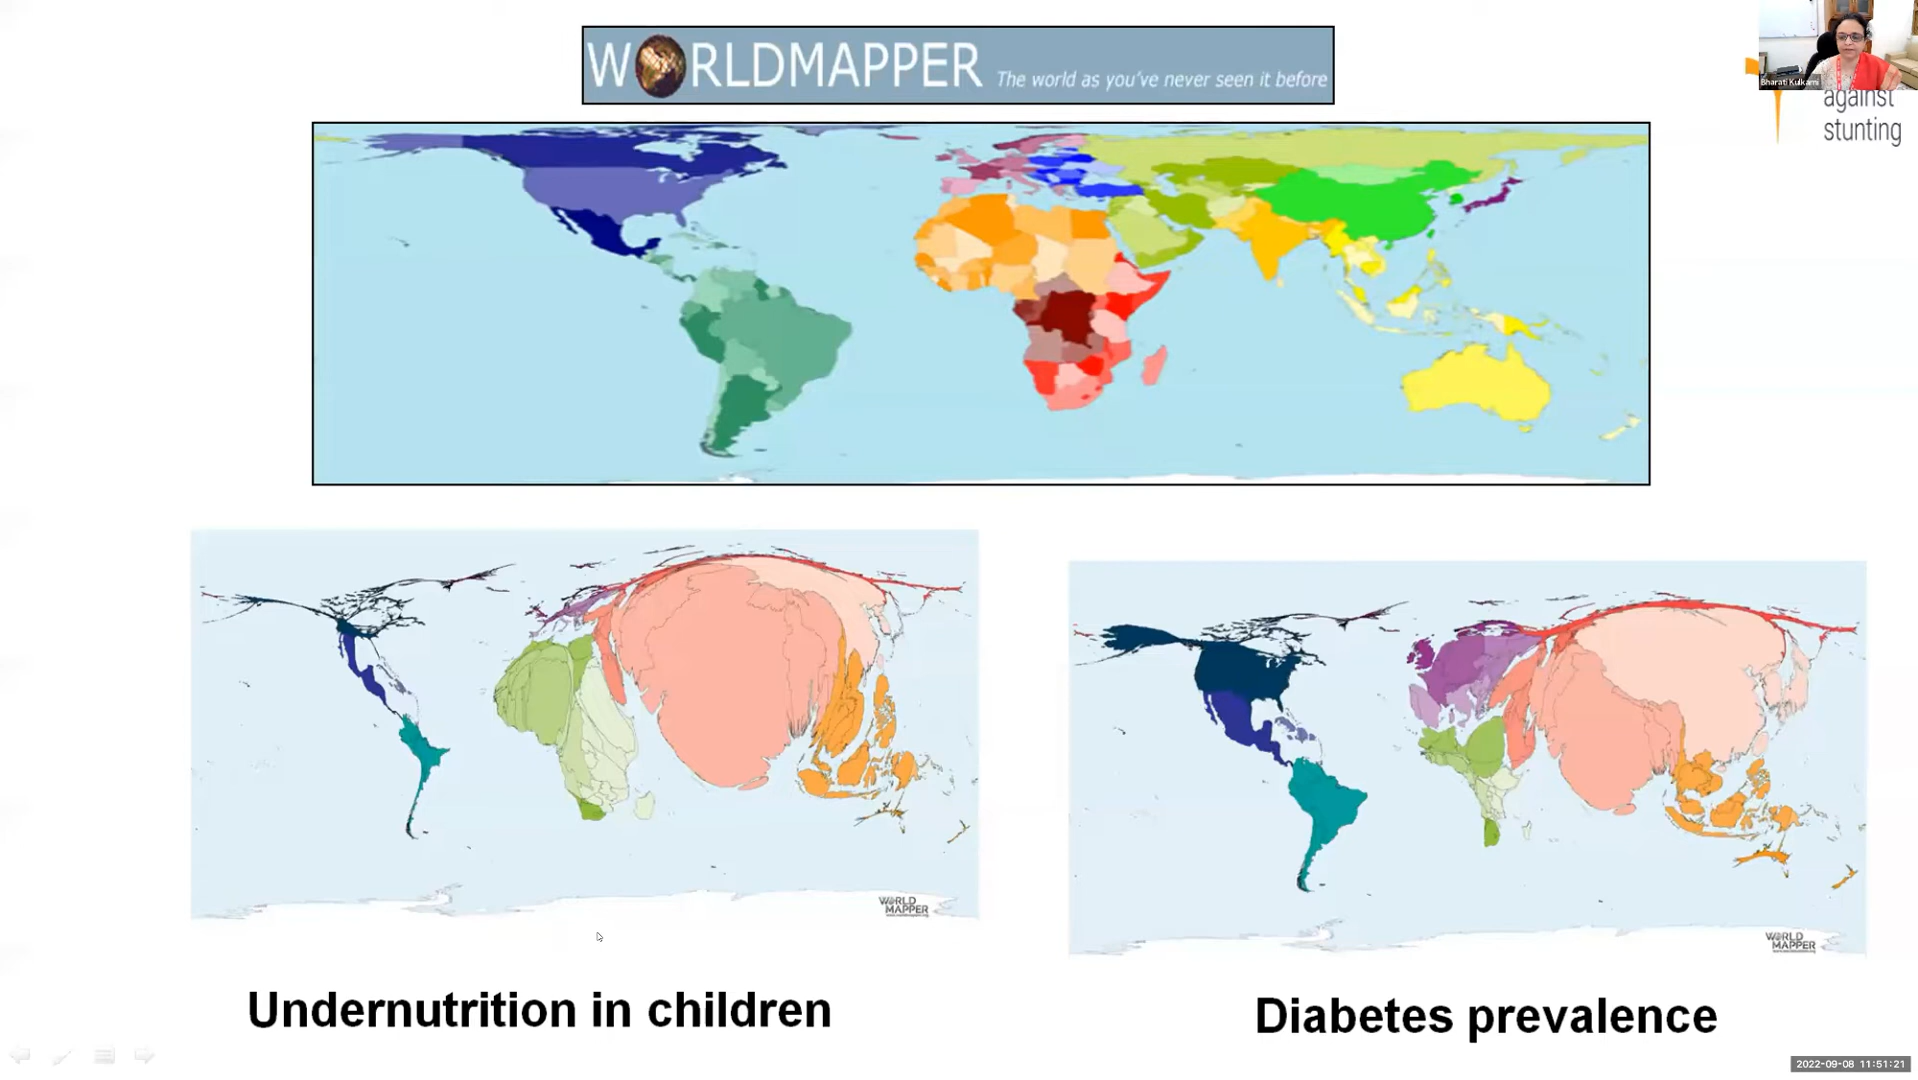 WORLDMAPPER The world as you've never seen it before
Bharati Kulkarni
against
stunting
WORLD
MAPPER
WORLD
MAPPER
Undernutrition in children
Diabetes prevalence
2022-09-08 11:51:21